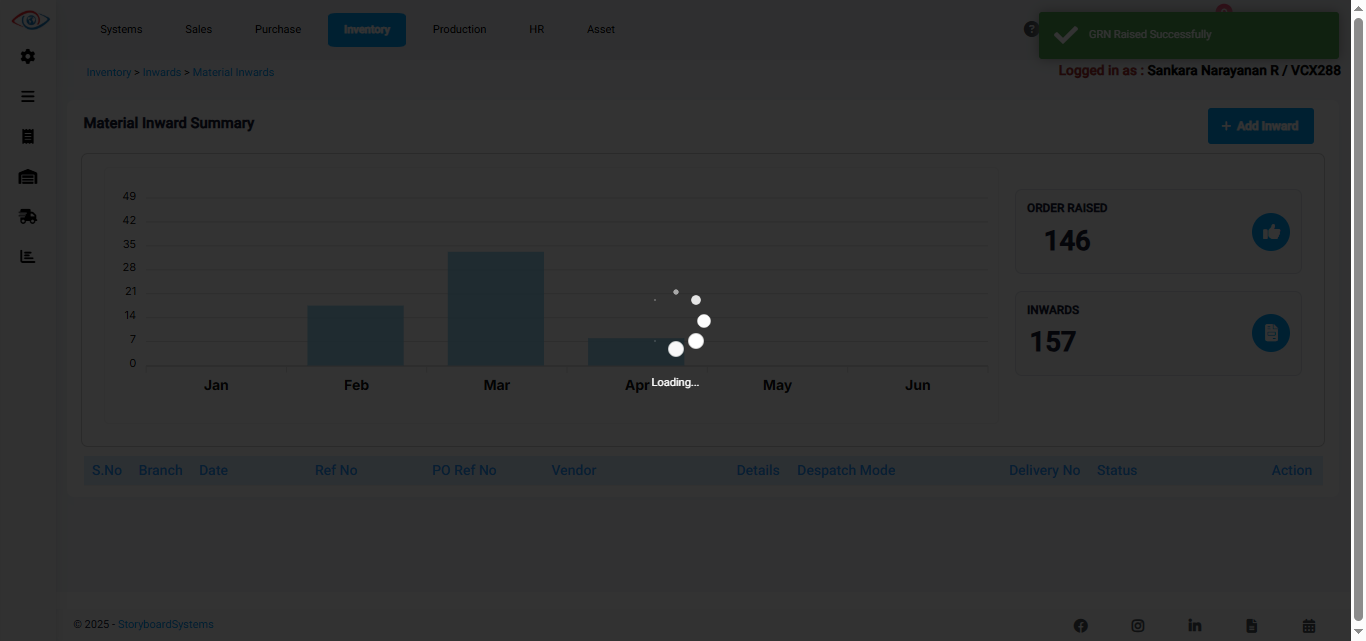 Systems Sales Purchase Inventory Production HR Asset
GRN Raised Successfully
Inventory > Inwards > Material Inwards
Logged in as : Sankara Narayanan R / VCX288
Material Inward Summary
+ Add Inward
49
42
35
28
21
14
7
0
Jan Feb Mar Apr May Jun
ORDER RAISED
146
INWARDS
157
Loading...
S.No Branch Date Ref No PO Ref No Vendor Details Despatch Mode Delivery No Status Action
© 2025 - StoryboardSystems